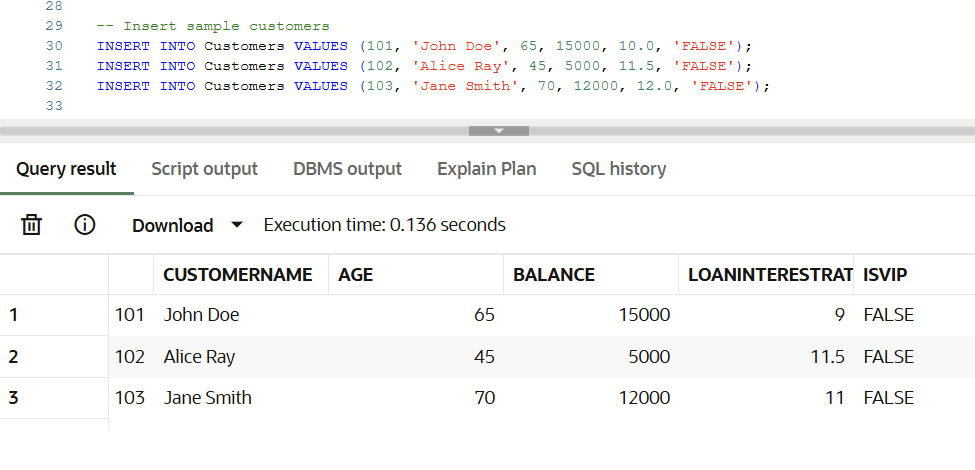 28
29 -- Insert sample customers
30 INSERT INTO Customers VALUES (101, 'John Doe', 65, 15000, 10.0, 'FALSE');
31 INSERT INTO Customers VALUES (102, 'Alice Ray', 45, 5000, 11.5, 'FALSE');
32 INSERT INTO Customers VALUES (103, 'Jane Smith', 70, 12000, 12.0, 'FALSE');
33
Query result Script output DBMS output Explain Plan SQL history
Download Execution time: 0.136 seconds
CUSTOMERNAME AGE BALANCE LOANINTERESTRAT ISVIP
1 101 John Doe 65 15000 9 FALSE
2 102 Alice Ray 45 5000 11.5 FALSE
3 103 Jane Smith 70 12000 11 FALSE